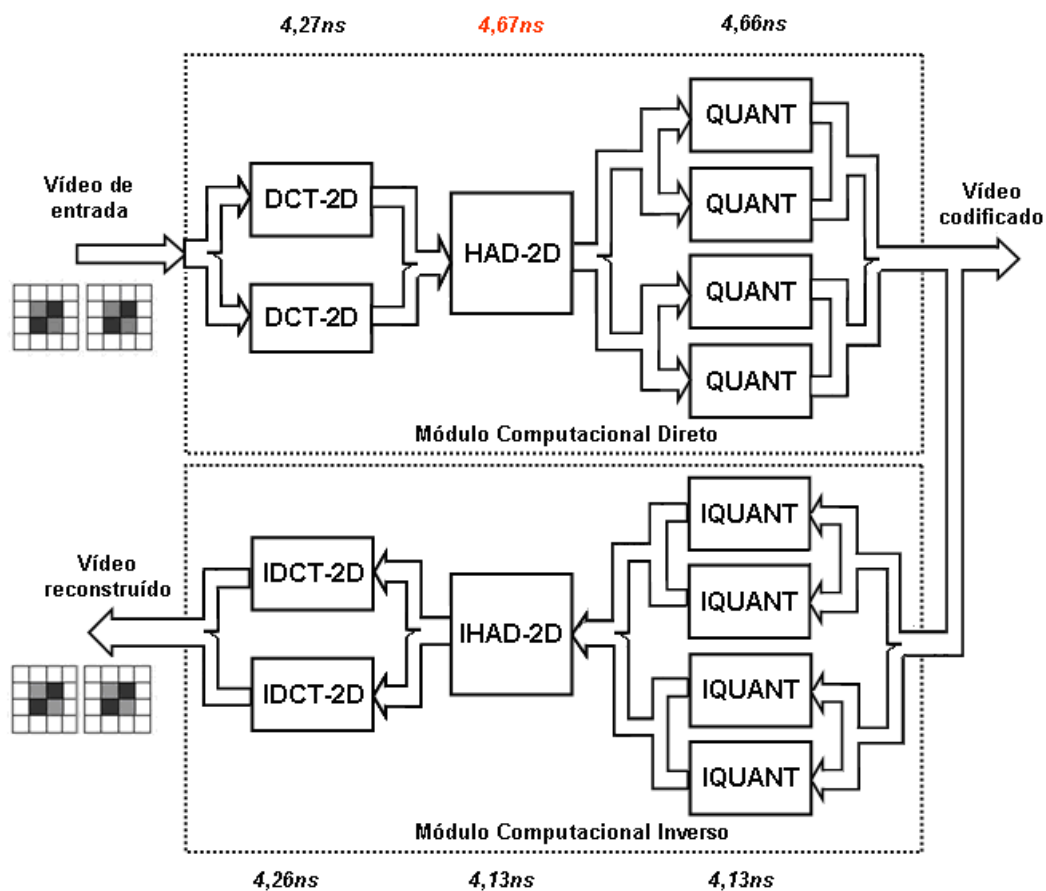 4,27ns 4,67ns 4,66ns
Vídeo de
entrada
DCT-2D
DCT-2D
HAD-2D
QUANT
QUANT
QUANT
QUANT
Vídeo
codificado
Módulo Computacional Direto
Vídeo
reconstruído
IDCT-2D
IDCT-2D
IHAD-2D
IQUANT
IQUANT
IQUANT
IQUANT
Módulo Computacional Inverso
4,26ns 4,13ns 4,13ns